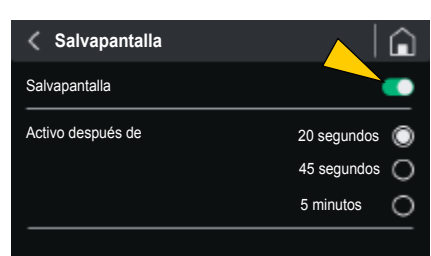 Salvapantalla
Salvapantalla
Activo después de
20 segundos
45 segundos
5 minutos